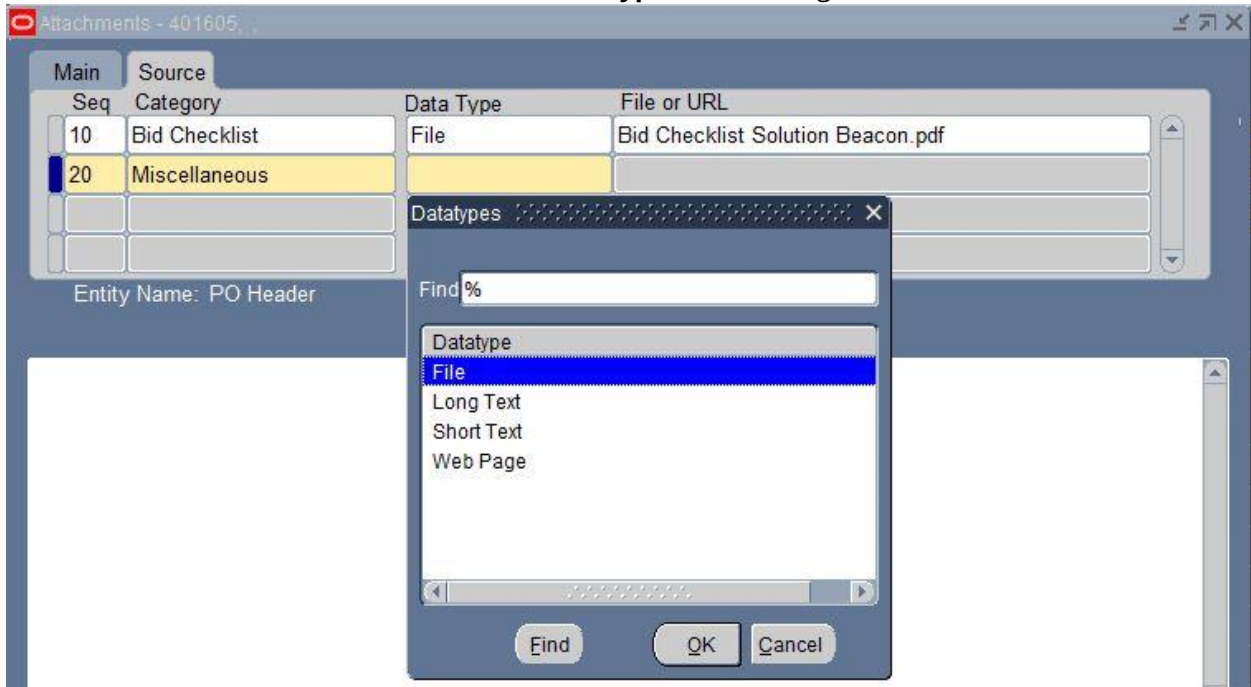 ype
Attachments - 401605, ,
Main Source
Seq Category Data Type File or URL
10 Bid Checklist File Bid Checklist Solution Beacon.pdf
20 Miscellaneous
Datatypes
Entity Name: PO Header
Find %
Datatype
File
Long Text
Short Text
Web Page
Find OK Cancel